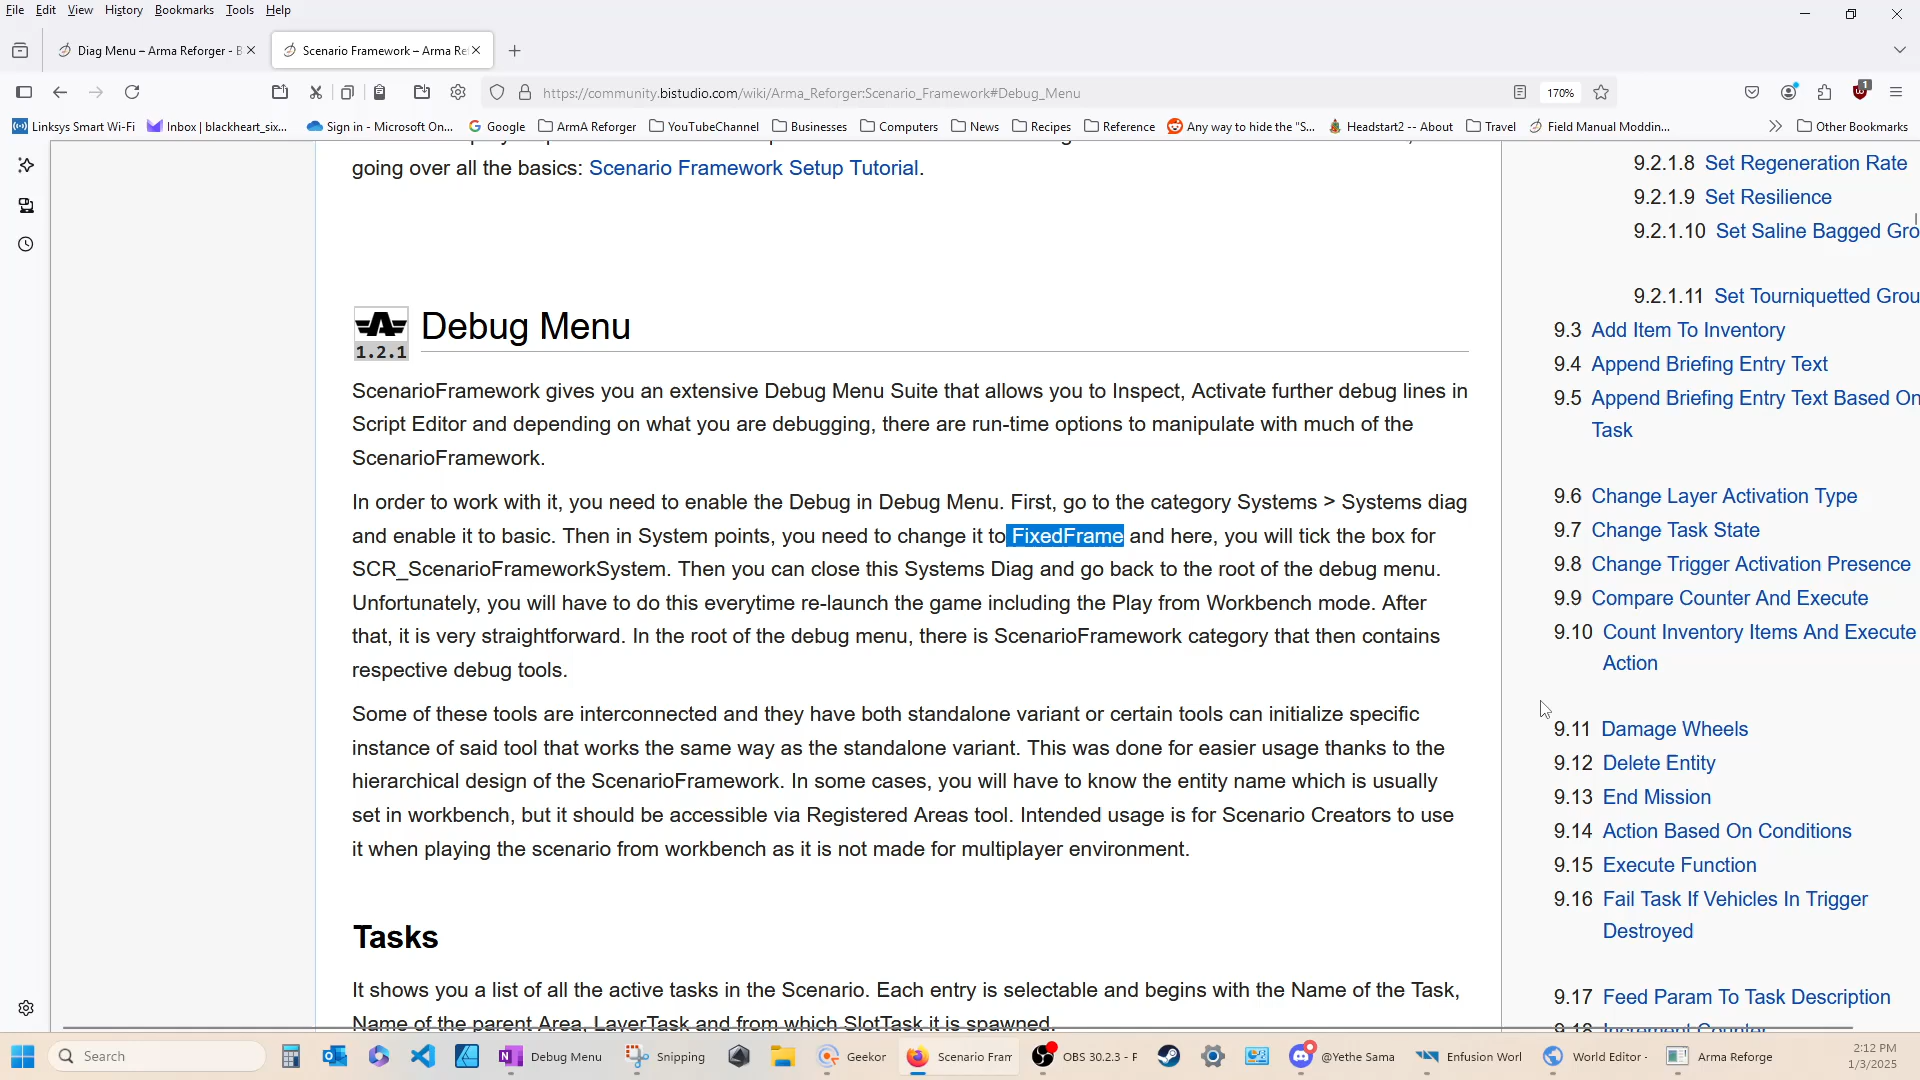 File Edit View History Bookmarks Tools Help
Diag Menu – Arma Reforger - B
Scenario Framework – Arma Re
https://community.bistudio.com/wiki/Arma_Reforger:Scenario_Framework#Debug_Menu
170%
1
Linksys Smart Wi-Fi
Inbox | blackheart_six...
Sign in - Microsoft On...
Google
ArmA Reforger
YouTubeChannel
Businesses
Computers
News
Recipes
Reference
Any way to hide the "S...
Headstart2 -- About
Travel
Field Manual Moddin...
Other Bookmarks
going over all the basics: Scenario Framework Setup Tutorial.
1.2.1
Debug Menu
ScenarioFramework gives you an extensive Debug Menu Suite that allows you to Inspect, Activate further debug lines in
Script Editor and depending on what you are debugging, there are run-time options to manipulate with much of the
ScenarioFramework.
In order to work with it, you need to enable the Debug in Debug Menu. First, go to the category Systems > Systems diag
and enable it to basic. Then in System points, you need to change it to FixedFrame and here, you will tick the box for
SCR_ScenarioFrameworkSystem. Then you can close this Systems Diag and go back to the root of the debug menu.
Unfortunately, you will have to do this everytime re-launch the game including the Play from Workbench mode. After
that, it is very straightforward. In the root of the debug menu, there is ScenarioFramework category that then contains
respective debug tools.
Some of these tools are interconnected and they have both standalone variant or certain tools can initialize specific
instance of said tool that works the same way as the standalone variant. This was done for easier usage thanks to the
hierarchical design of the ScenarioFramework. In some cases, you will have to know the entity name which is usually
set in workbench, but it should be accessible via Registered Areas tool. Intended usage is for Scenario Creators to use
it when playing the scenario from workbench as it is not made for multiplayer environment.
Tasks
It shows you a list of all the active tasks in the Scenario. Each entry is selectable and begins with the Name of the Task,
Name of the parent Area, LayerTask and from which SlotTask it is spawned.
9.2.1.8 Set Regeneration Rate
9.2.1.9 Set Resilience
9.2.1.10 Set Saline Bagged Gro
9.2.1.11 Set Tourniquetted Grou
9.3 Add Item To Inventory
9.4 Append Briefing Entry Text
9.5 Append Briefing Entry Text Based On
Task
9.6 Change Layer Activation Type
9.7 Change Task State
9.8 Change Trigger Activation Presence
9.9 Compare Counter And Execute
9.10 Count Inventory Items And Execute
Action
9.11 Damage Wheels
9.12 Delete Entity
9.13 End Mission
9.14 Action Based On Conditions
9.15 Execute Function
9.16 Fail Task If Vehicles In Trigger
Destroyed
9.17 Feed Param To Task Description
9.18 Increment Counter
Search
Debug Menu
Snipping
Geekor
Scenario Fram
OBS 30.2.3 - P
@Yethe Sama
Enfusion Worl
World Editor -
Arma Reforge
2:12 PM
1/3/2025